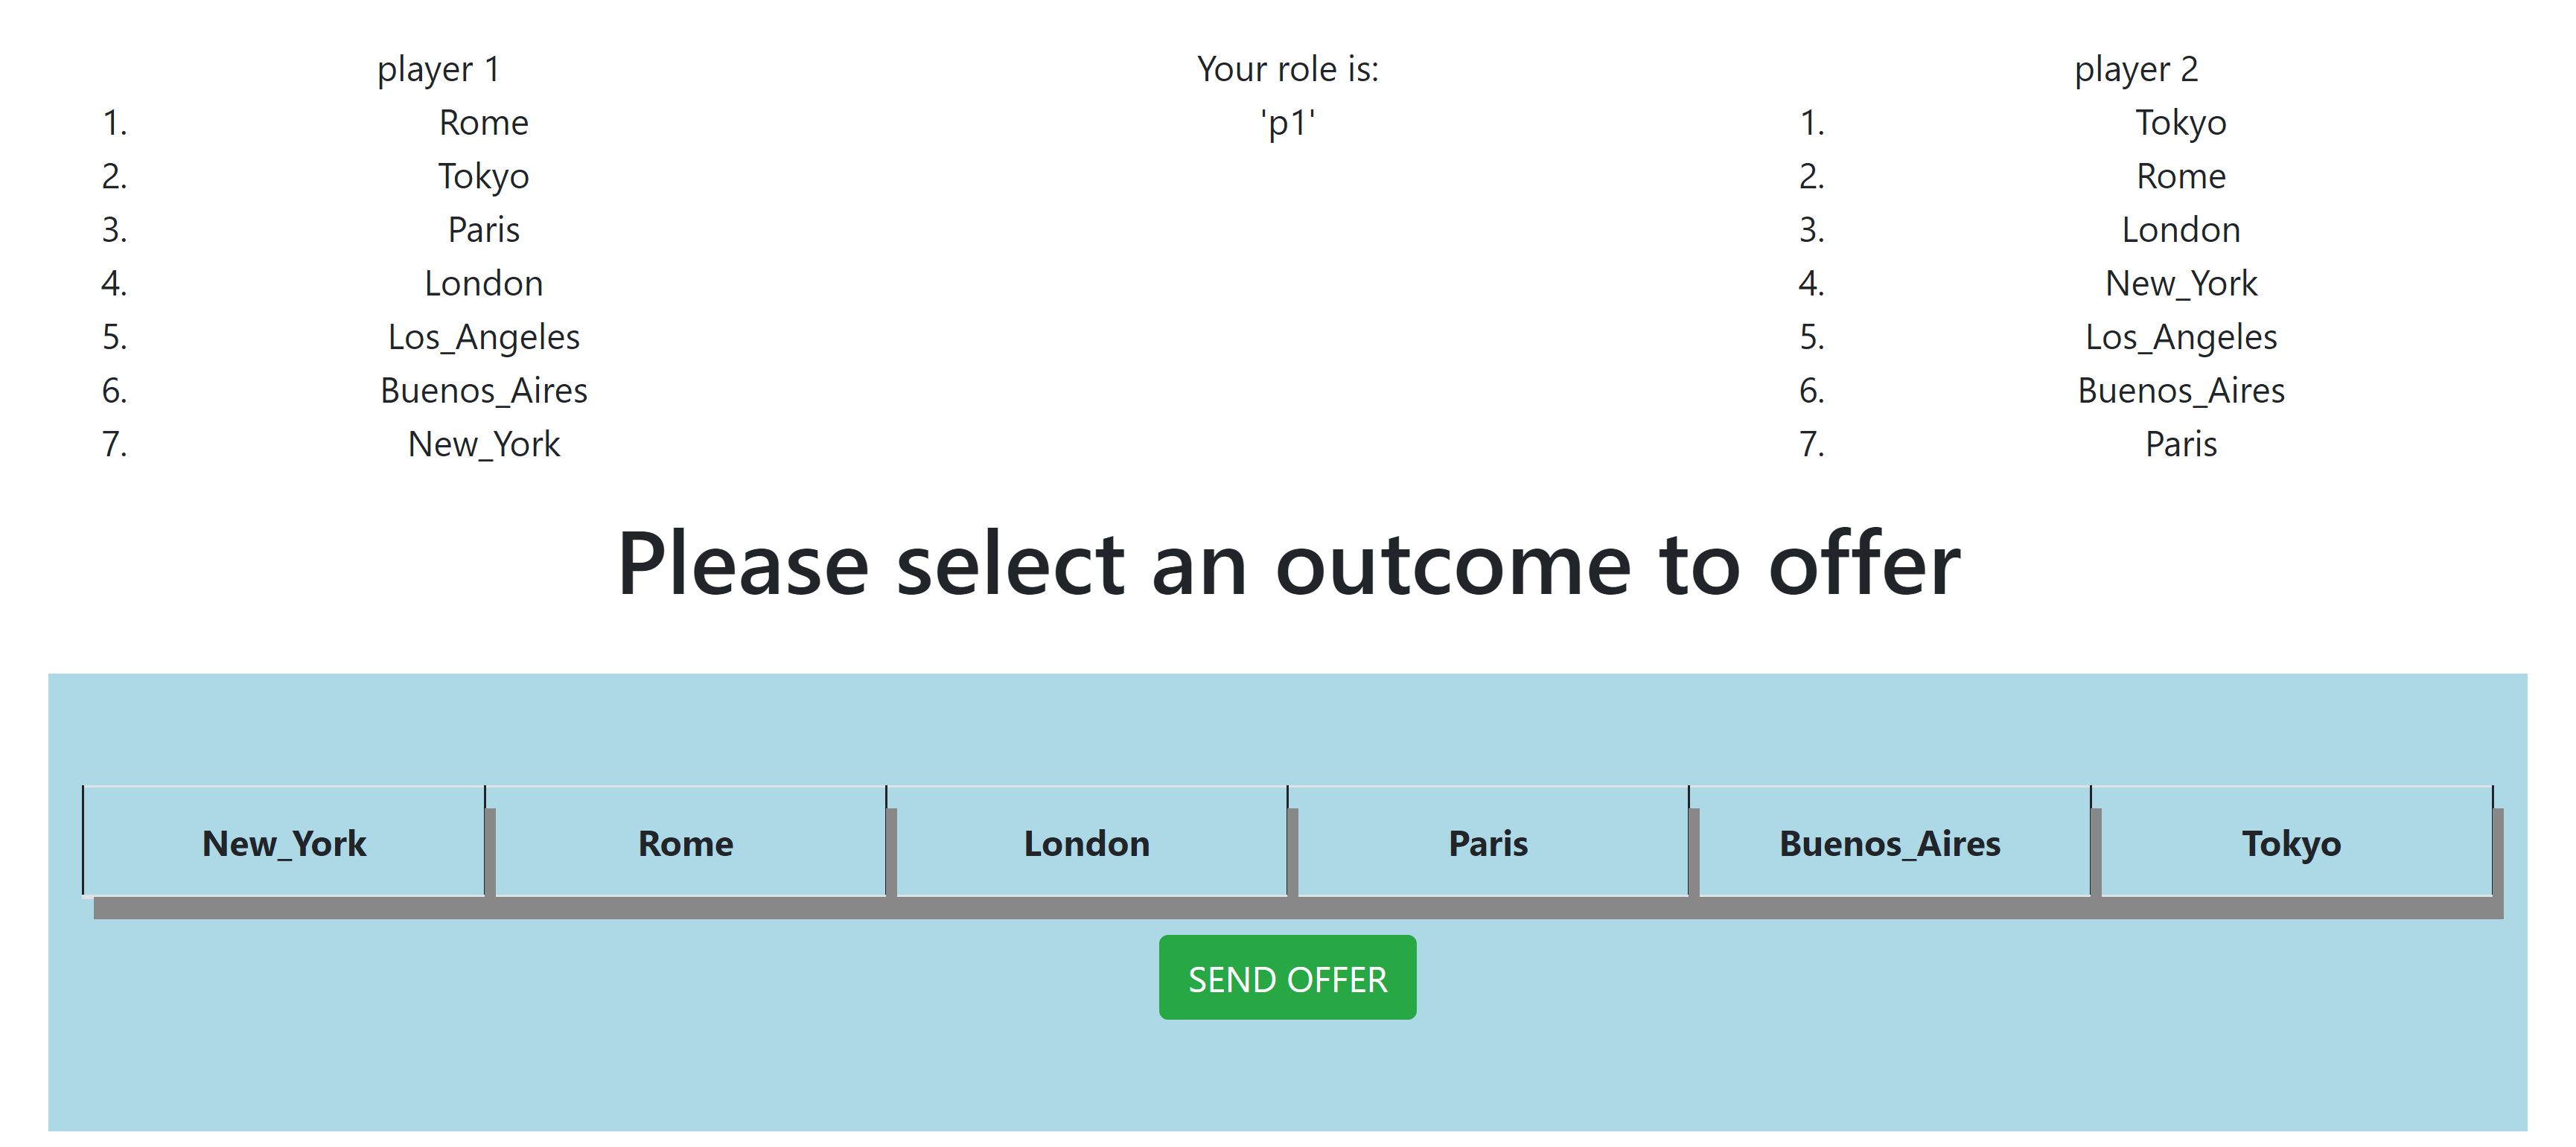 player 1
1. Rome
2. Tokyo
3. Paris
4. London
5. Los_Angeles
6. Buenos_Aires
7. New_York
Your role is:
'p1'
player 2
1. Tokyo
2. Rome
3. London
4. New_York
5. Los_Angeles
6. Buenos_Aires
7. Paris
Please select an outcome to offer
New_York Rome London Paris Buenos_Aires Tokyo
SEND OFFER